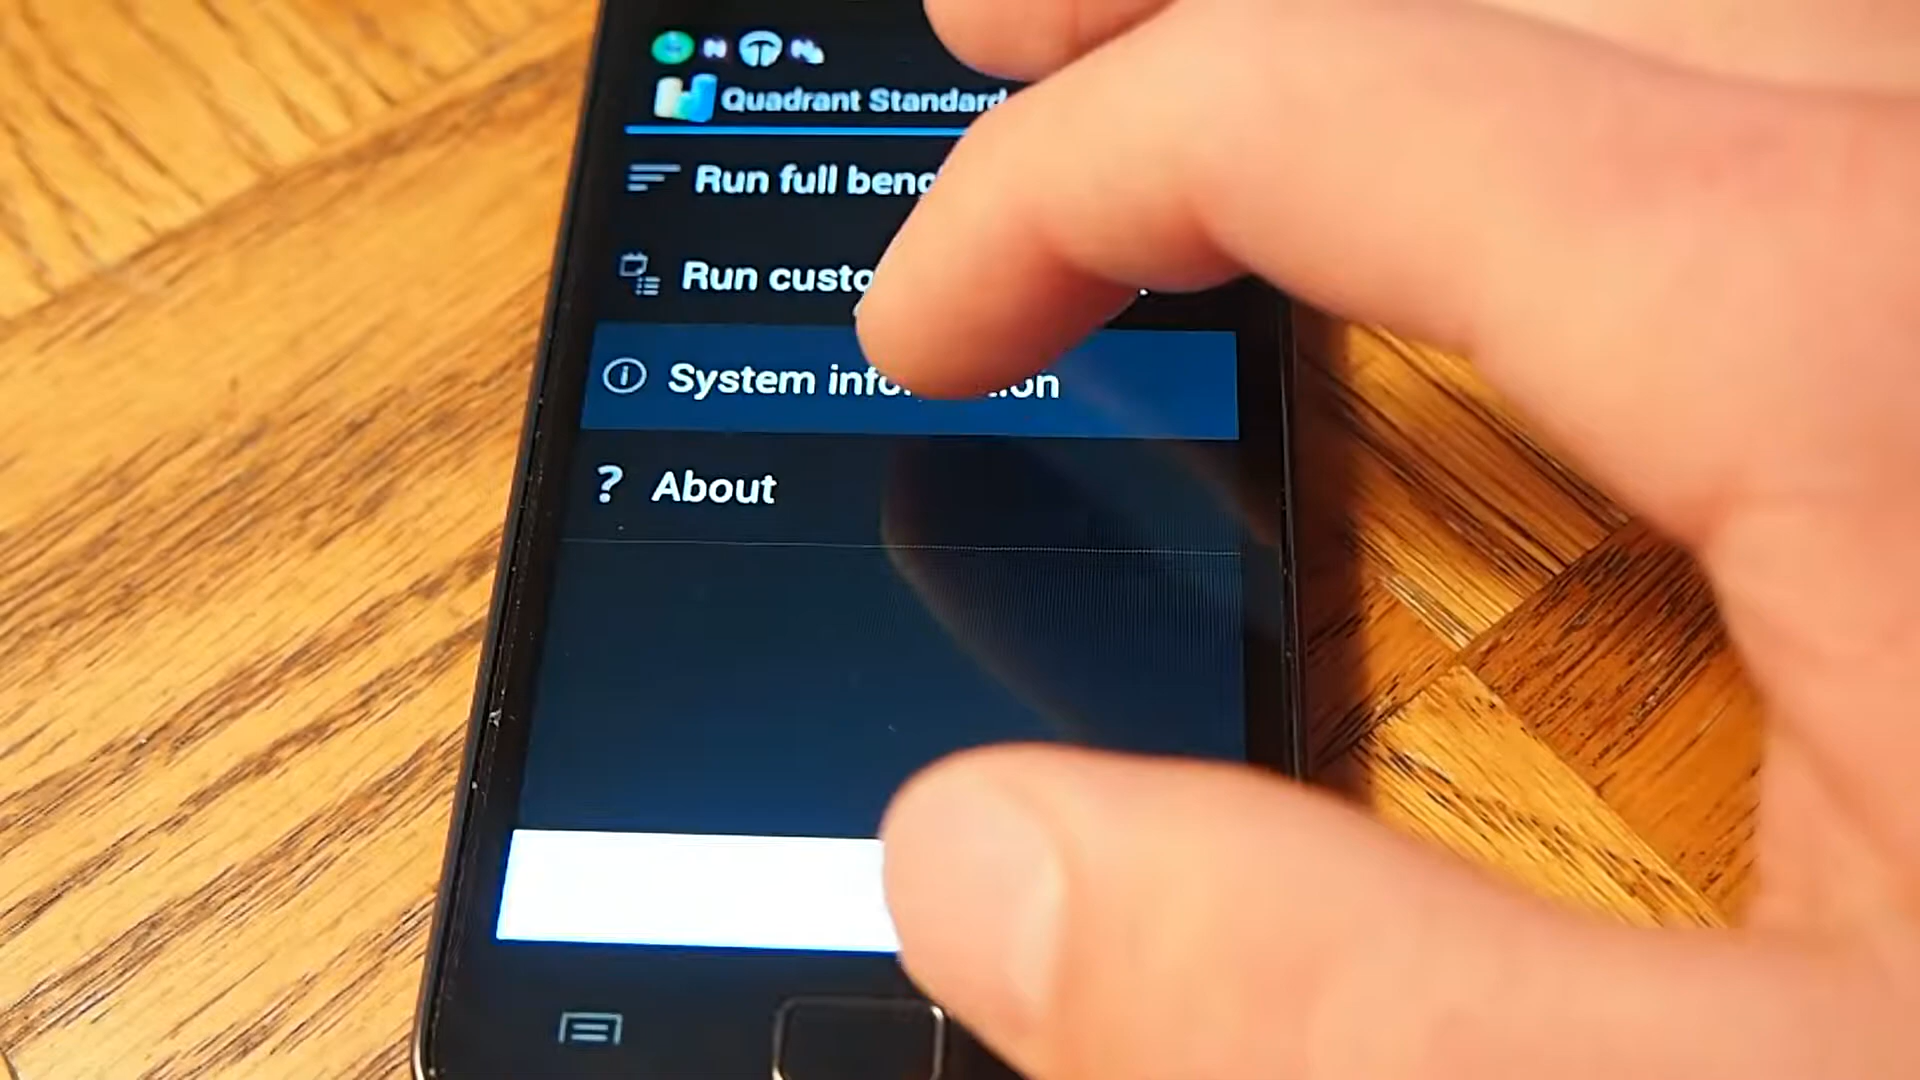 Quadrant Standard
Run full benc
Run custo
System info on
? About